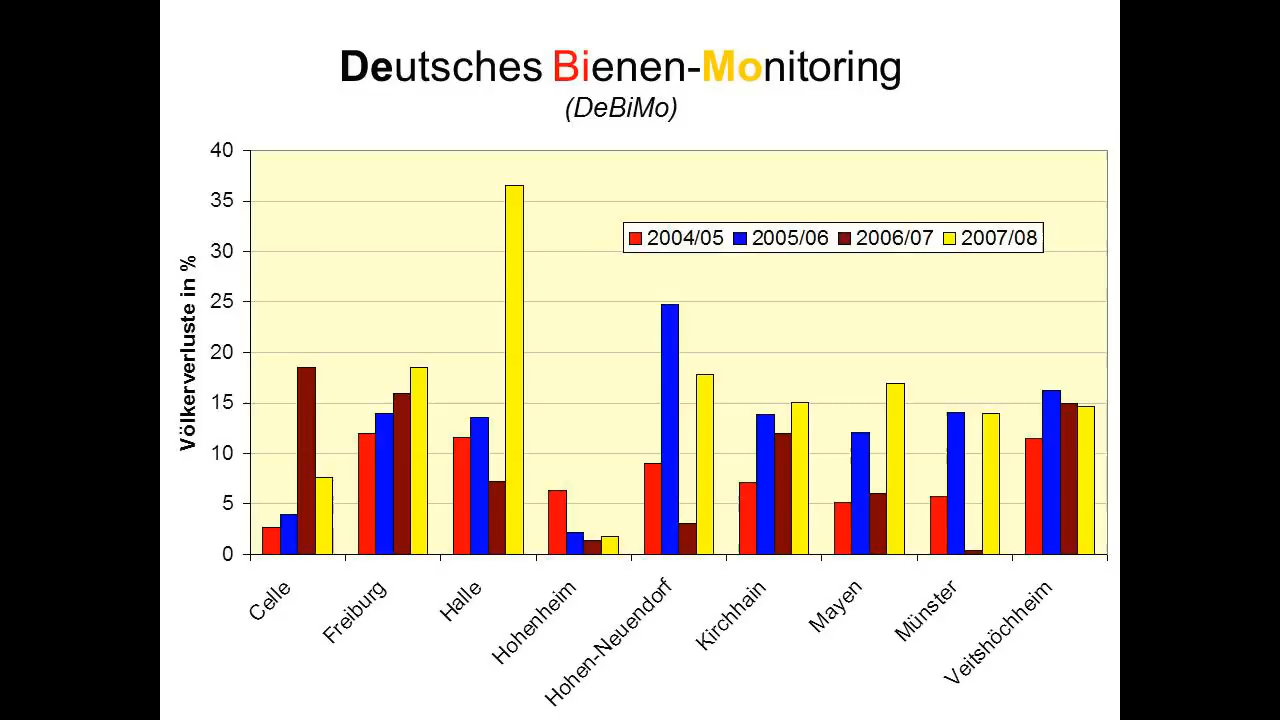 Deutsches Bienen-Monitoring
(DeBiMo)
40
35
30
25
20
15
10
5
0
Völkerverluste in %
2004/05 2005/06 2006/07 2007/08
Celle
Freiburg
Halle
Hohenheim
Hohen-Neuendorf
Kirchhain
Mayen
Münster
Veitshöchheim